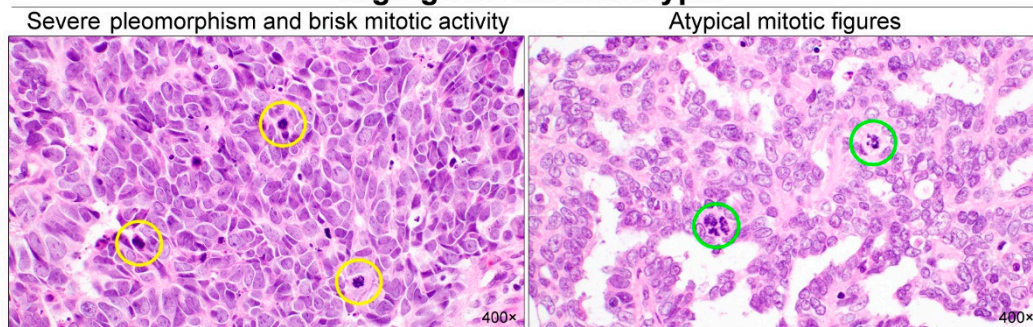 Severe pleomorphism and brisk mitotic activity
Atypical mitotic figures
400×
400×